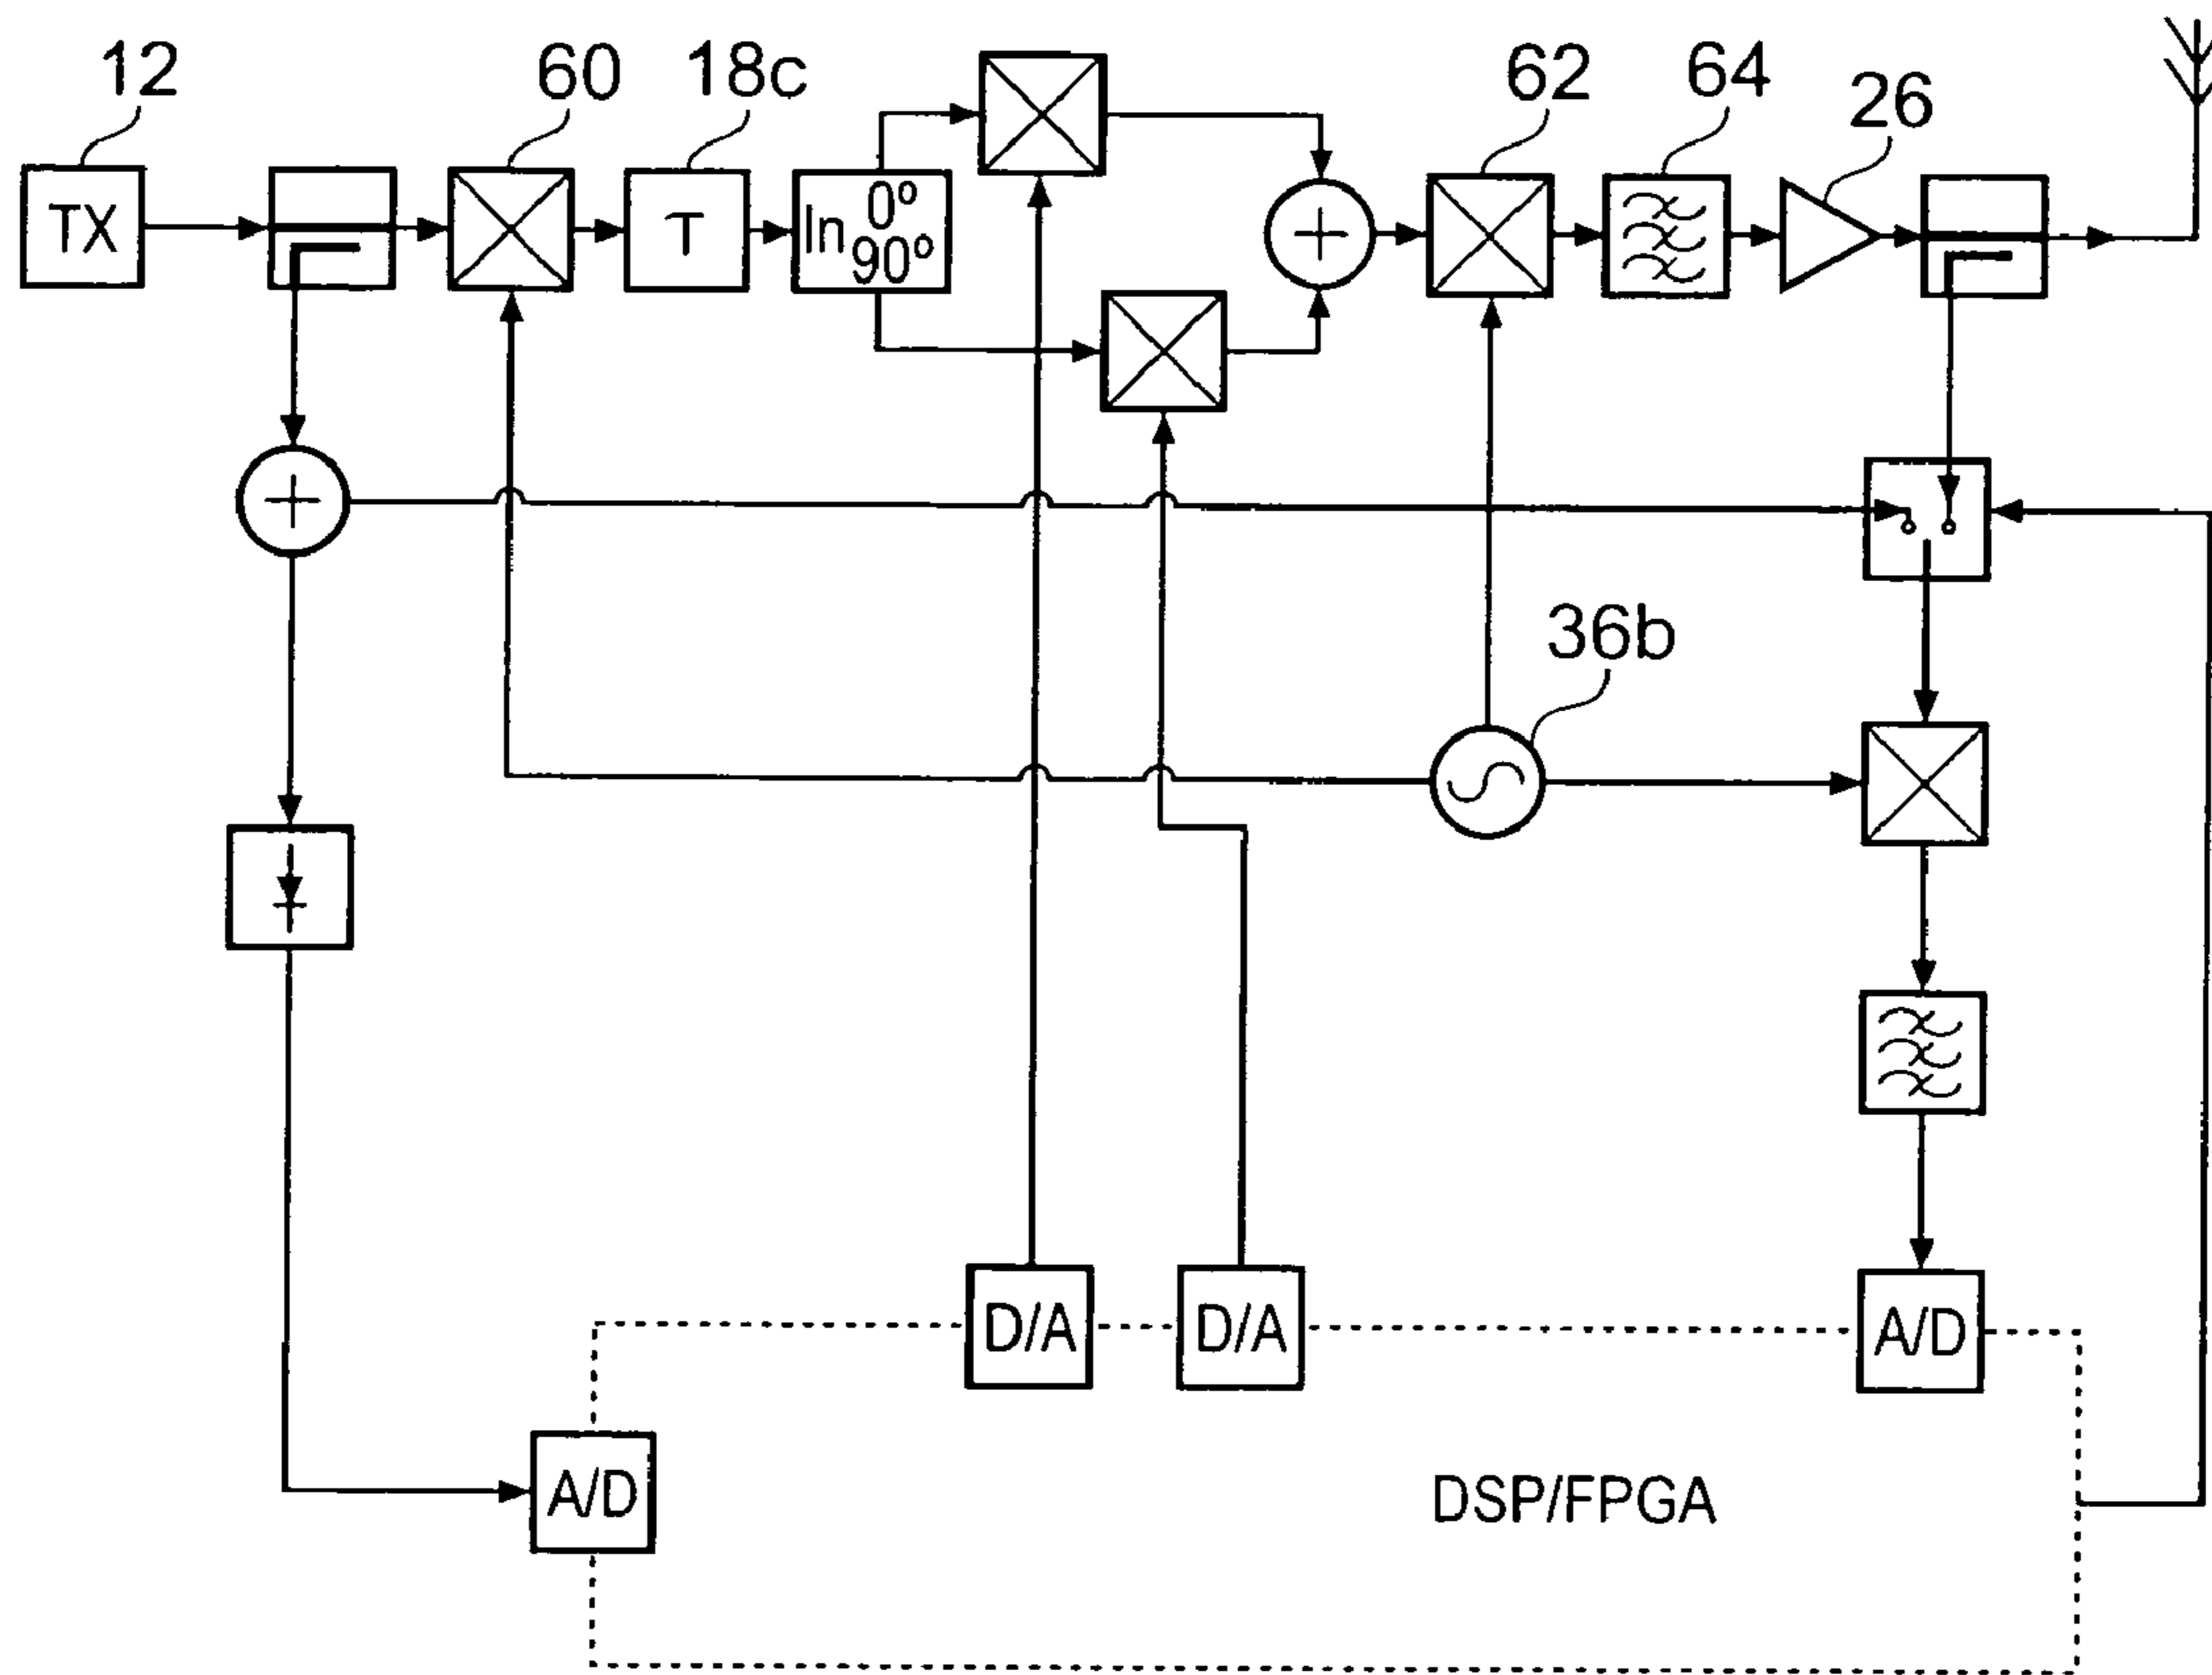 12
60
18c
62
64
26
TX
T
In 0°
90°
36b
D/A
D/A
A/D
A/D
DSP/FPGA